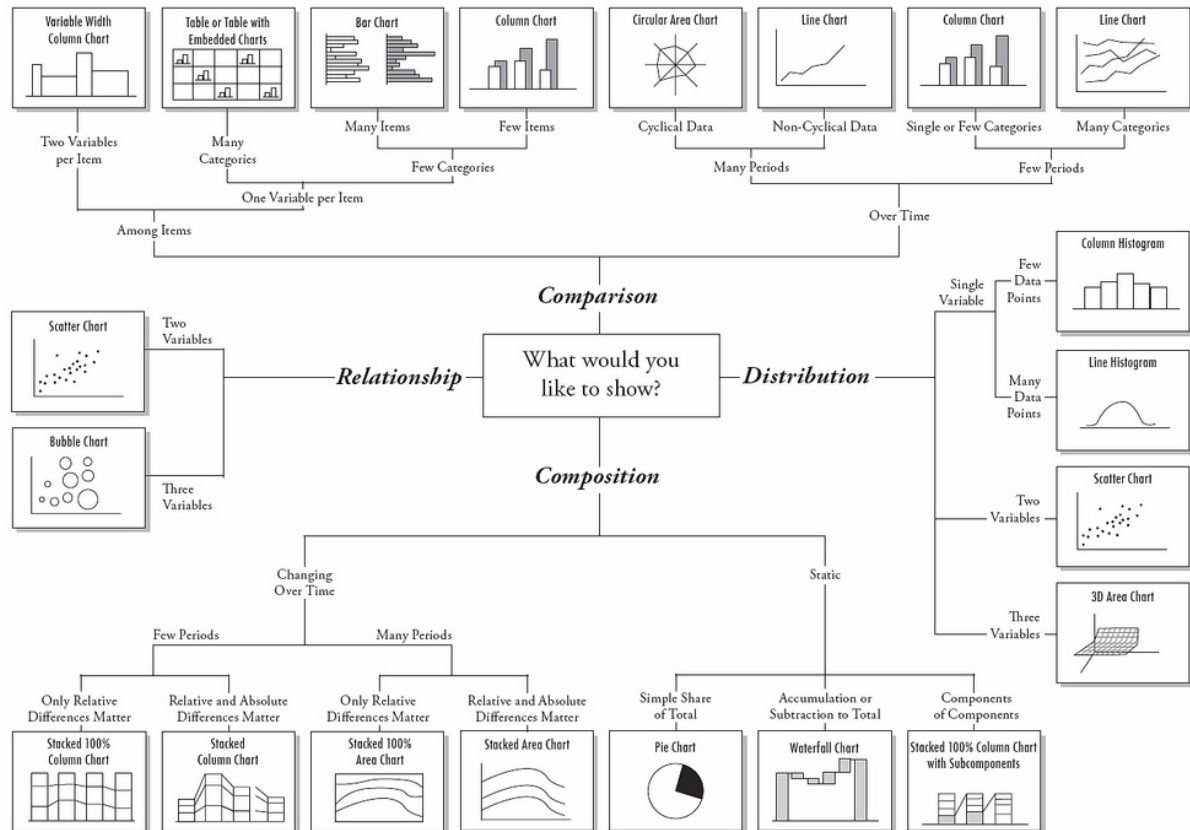 Variable Width
Column Chart
Table or Table with
Embedded Charts
Bar Chart
Column Chart
Circular Area Chart
Line Chart
Column Chart
Line Chart
Two Variables
per Item
Many
Categories
Many Items
Few Items
Cyclical Data
Non-Cyclical Data
Single or Few Categories
Many Categories
Few Categories
Many Periods
Few Periods
One Variable per Item
Among Items
Over Time
Comparison
What would you
like to show?
Relationship
Two
Variables
Scatter Chart
Three
Variables
Bubble Chart
Distribution
Single
Variable
Few
Data
Points
Column Histogram
Many
Data
Points
Line Histogram
Two
Variables
Scatter Chart
Three
Variables
3D Area Chart
Composition
Changing
Over Time
Static
Few Periods
Many Periods
Only Relative
Differences Matter
Relative and Absolute
Differences Matter
Only Relative
Differences Matter
Relative and Absolute
Differences Matter
Simple Share
of Total
Accumulation or
Subtraction to Total
Components
of Components
Stacked 100%
Column Chart
Stacked
Column Chart
Stacked 100%
Area Chart
Stacked Area Chart
Pie Chart
Waterfall Chart
Stacked 100% Column Chart
with Subcomponents